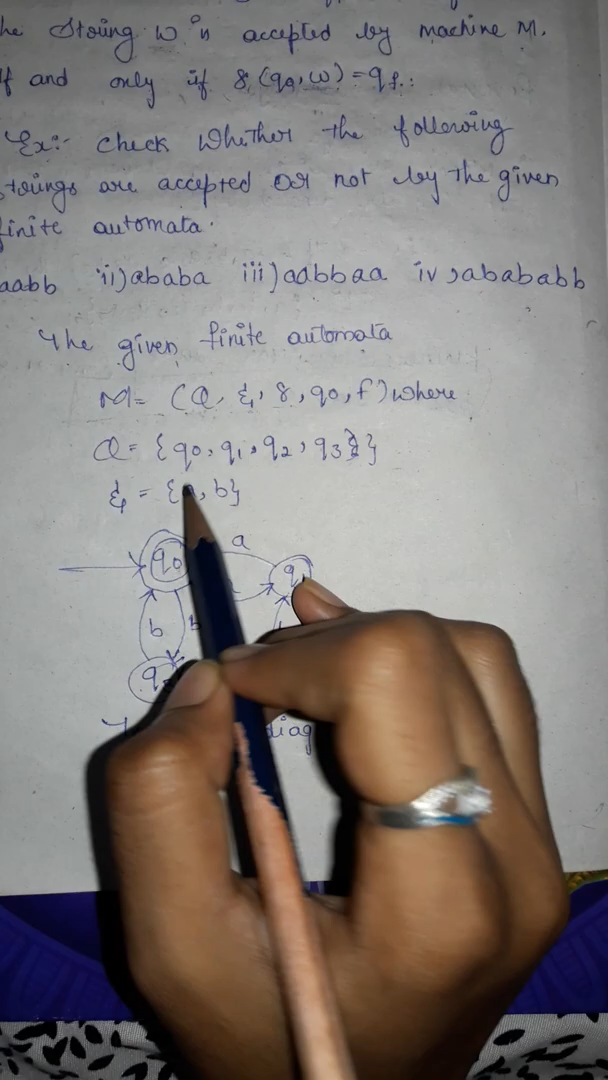 he string w is accepted by machine M.
If and only if δ(q0,w)=qf.
Ex:- check whether the following
strings are accepted or not by the given
finite automata.
aabb ii)ababa iii)aabbaa iv)abababb
The given finite automata
M= (Q, Σ, δ, q0, f) where
Q= {q0, q1, q2, q3}
Σ = { , b}
a
q0
q
b b
diag